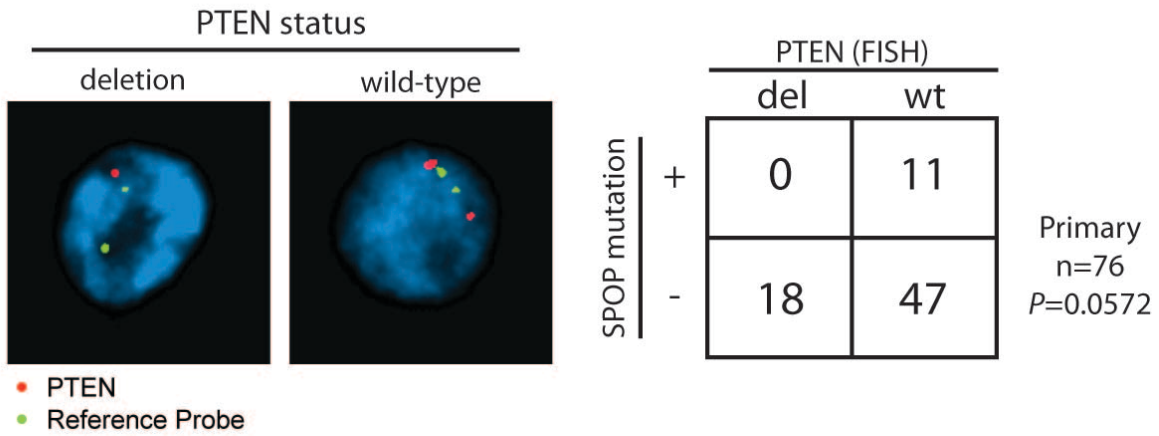 PTEN status
deletion
wild-type
PTEN
Reference Probe
PTEN (FISH)
del
wt
SPOP mutation
+
0
11
-
18
47
Primary
n=76
P=0.0572